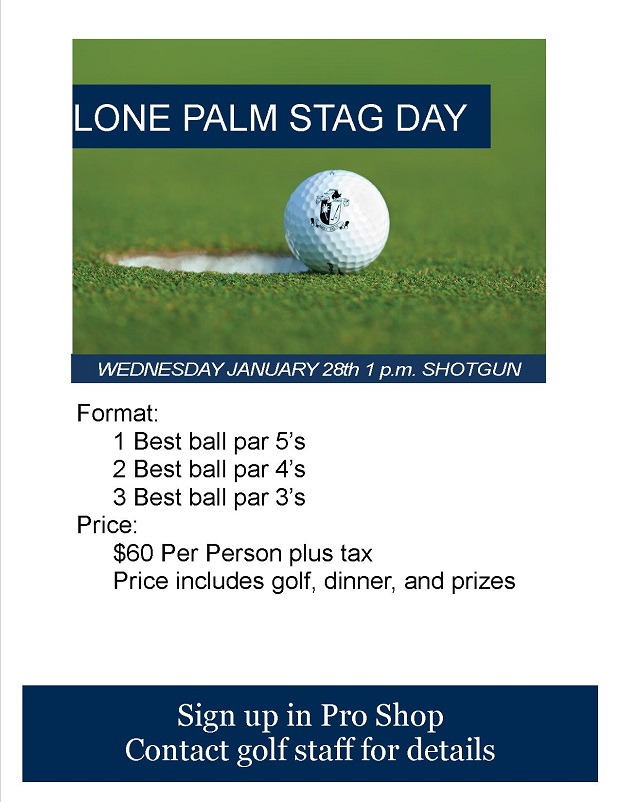 LONE PALM STAG DAY
WEDNESDAY JANUARY 28th 1 p.m. SHOTGUN
Format:
1 Best ball par 5’s
2 Best ball par 4’s
3 Best ball par 3’s
Price:
$60 Per Person plus tax
Price includes golf, dinner, and prizes
Sign up in Pro Shop
Contact golf staff for details